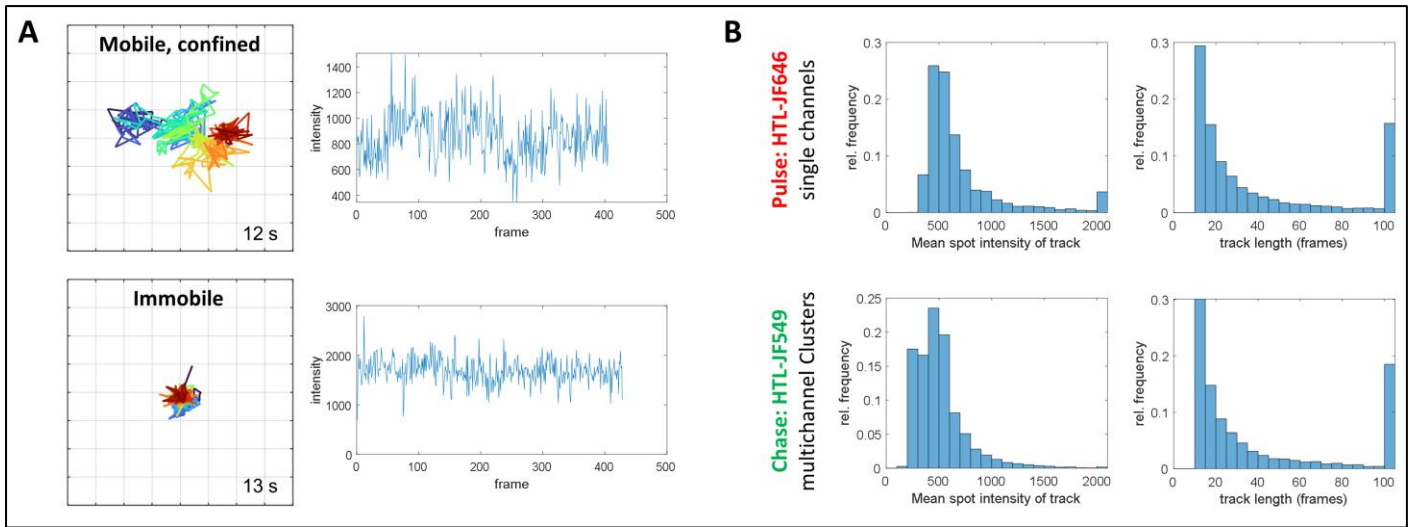 A
Mobile, confined
12 s
1400
1200
1000
800
600
400
intensity
0
100
200
300
400
500
frame
Immobile
13 s
3000
2000
1000
0
intensity
0
100
200
300
400
500
frame
B
Pulse: HTL-JF646
single channels
0.3
0.2
0.1
0
rel. frequency
0
500
1000
1500
2000
Mean spot intensity of track
0.3
0.2
0.1
0
rel. frequency
0
20
40
60
80
100
track length (frames)
Chase: HTL-JF549
multichannel Clusters
0.25
0.2
0.15
0.1
0.05
0
rel. frequency
0
500
1000
1500
2000
Mean spot intensity of track
0.3
0.2
0.1
0
rel. frequency
0
20
40
60
80
100
track length (frames)